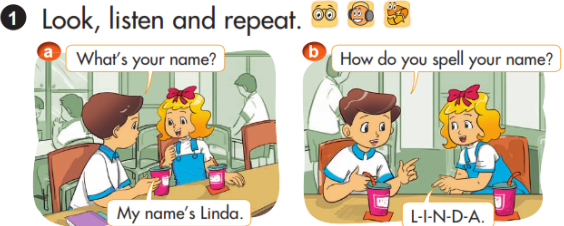 1 Look, listen and repeat.
a What's your name?
My name's Linda.
b How do you spell your name?
L-I-N-D-A.